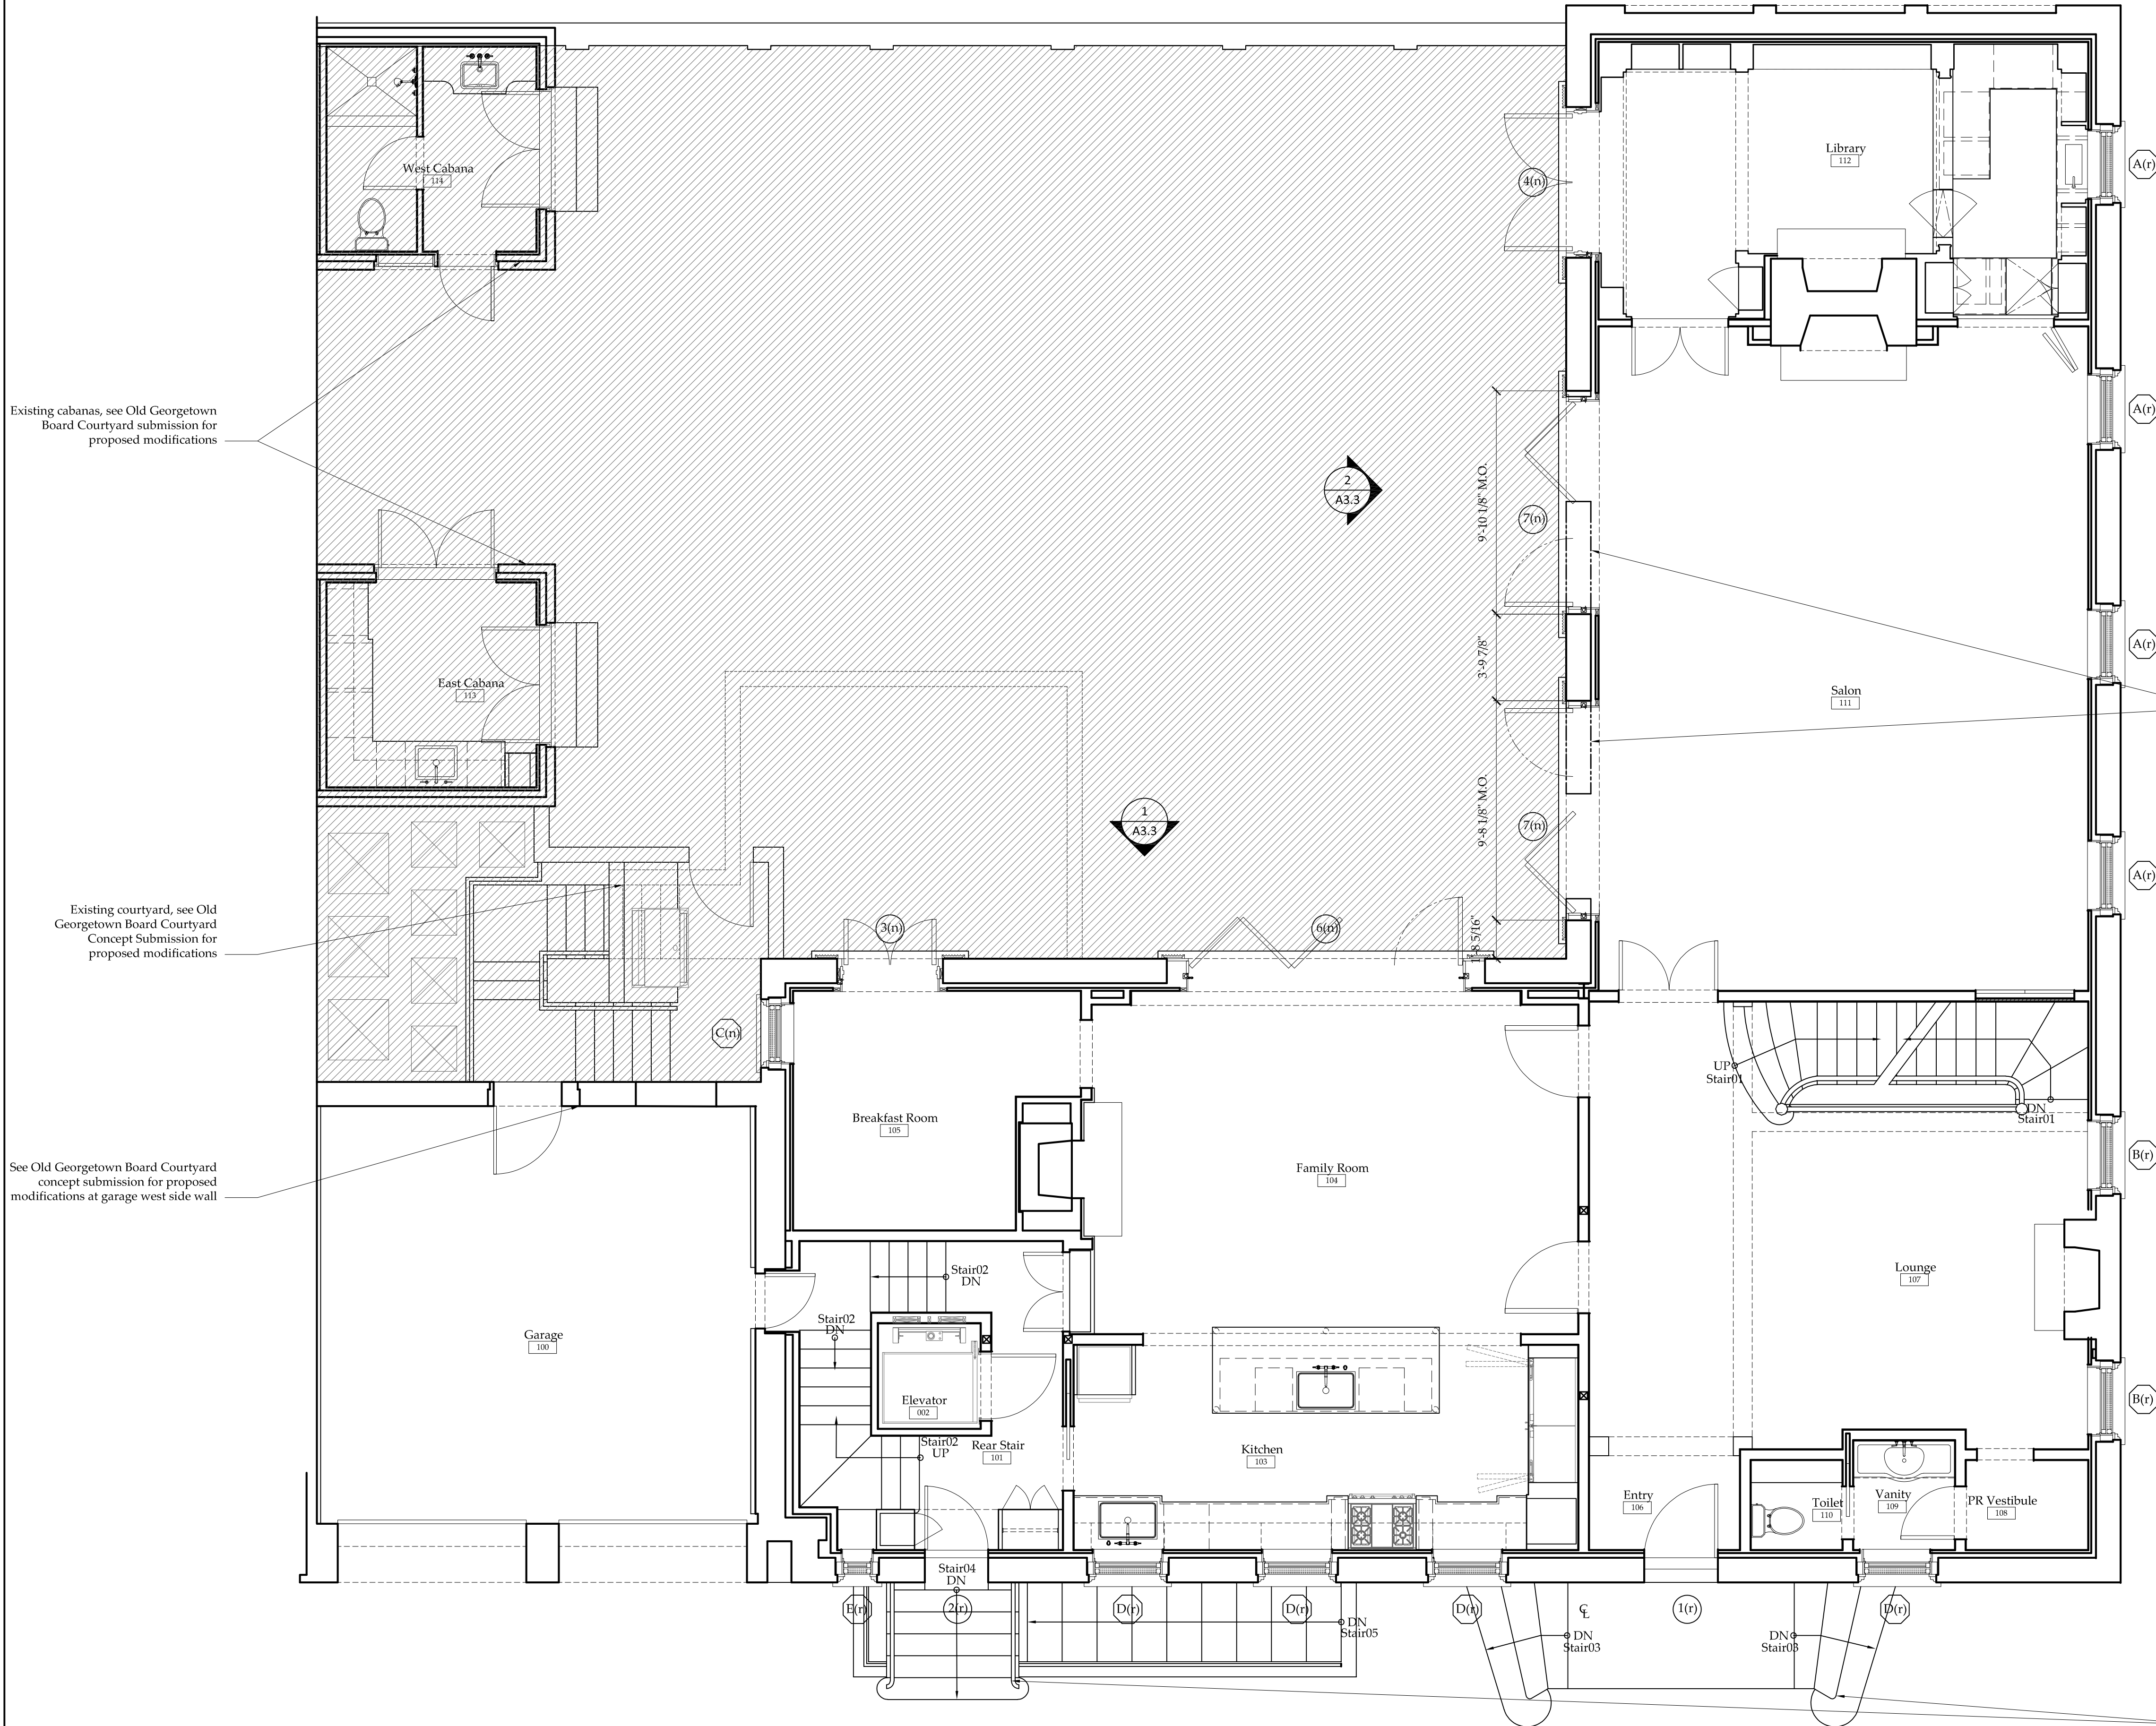 West Cabana
114
Library
112
A(r)
4(n)
Existing cabanas, see Old Georgetown
Board Courtyard submission for
proposed modifications
A(r)
2
A3.3
9'-10 1/8" M.O.
7(n)
3'-9 7/8"
A(r)
East Cabana
113
Salon
111
9'-8 1/8" M.O.
7(n)
1
A3.3
A(r)
Existing courtyard, see Old
Georgetown Board Courtyard
Concept Submission for
proposed modifications
3(n)
6(n)
C(n)
UP
Stair01
DN
Stair01
Breakfast Room
105
Family Room
104
B(r)
See Old Georgetown Board Courtyard
concept submission for proposed
modifications at garage west side wall
Stair02
DN
Lounge
107
Stair02
DN
Garage
100
Elevator
002
B(r)
Stair02
UP
Rear Stair
101
Kitchen
103
Entry
106
Toilet
110
Vanity
109
PR Vestibule
108
Stair04
DN
E(r)
2(r)
D(r)
D(r)
D(r)
CL
1(r)
D(r)
DN
Stair05
DN
Stair03
DN
Stair03